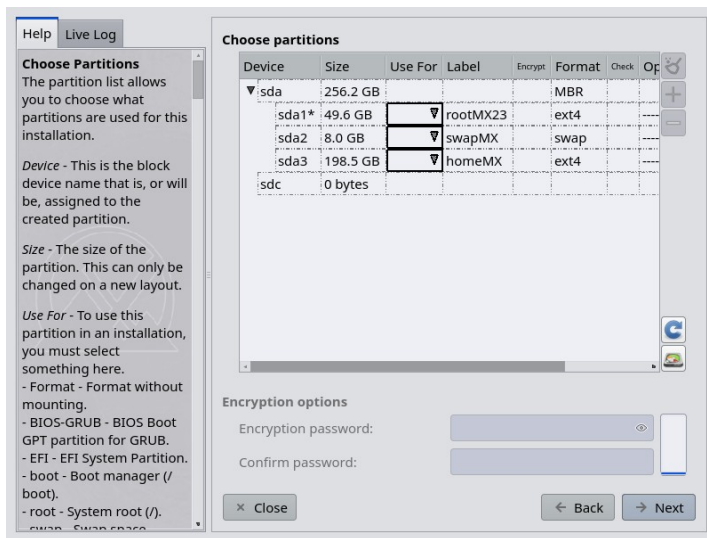 Help Live Log
Choose Partitions
The partition list allows
you to choose what
partitions are used for this
installation.
Device - This is the block
device name that is, or will
be, assigned to the
created partition.
Size - The size of the
partition. This can only be
changed on a new layout.
Use For - To use this
partition in an installation,
you must select
something here.
- Format - Format without
mounting.
- BIOS-GRUB - BIOS Boot
GPT partition for GRUB.
- EFI - EFI System Partition.
- boot - Boot manager (/
boot).
- root - System root (/).
- swap - Swap space.
Choose partitions
Device Size Use For Label Encrypt Format Check Op
sda 256.2 GB MBR
sda1* 49.6 GB rootMX23 ext4 ----
sda2 8.0 GB swapMX swap ----
sda3 198.5 GB homeMX ext4 ----
sdc 0 bytes
Encryption options
Encryption password:
Confirm password:
× Close
← Back
→ Next